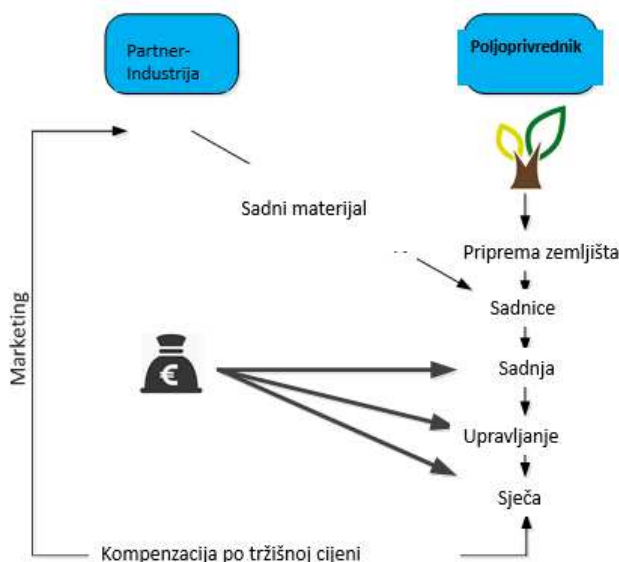 Partner-
Industrija
Poljoprivrednik
Sadni materijal
Priprema zemljišta
Sadnice
Marketing
€
Sadnja
Upravljanje
Sječa
Kompenzacija po tržišnoj cijeni